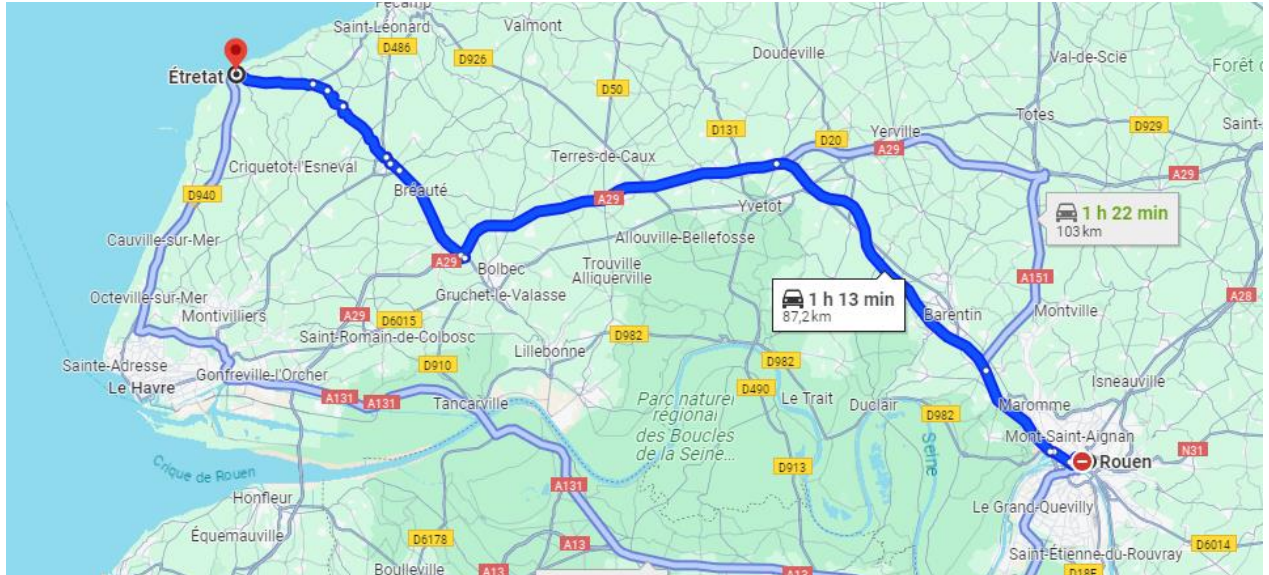 Fécamp
Saint-Léonard
Valmont
D486
D926
Doudeville
Val-de-Scie
Étretat
D50
Totes
D131
D20
Yerville
D929
Criquetot-l'Esneval
Terres-de-Caux
A29
A29
Bréauté
A29
D940
Yvetot
1 h 22 min
103 km
Cauville-sur-Mer
Allouville-Bellefosse
A29
Bolbec
Trouville
Alliquerville
A151
Octeville-sur-Mer
Gruchet-le-Valasse
1 h 13 min
87,2 km
A28
Montivilliers
A29
D6015
Barentin
Montville
Saint-Romain-de-Colbosc
D982
Lillebonne
Sainte-Adresse
D910
D982
Le Havre
Gonfreville-l'Orcher
Isneauville
A131
A131
D490
Le Trait
Tancarville
Parc naturel
régional
des Boucles
de la Seine...
Duclair
D982
Maromme
Mont-Saint-Aignan
Seine
N31
Rouen
Crique de Rouen
D913
A131
Honfleur
Le Grand-Quevilly
Équemauville
D6178
A13
D6014
Saint-Étienne-du-Rouvray
Boulleville
A13
A13
D18E